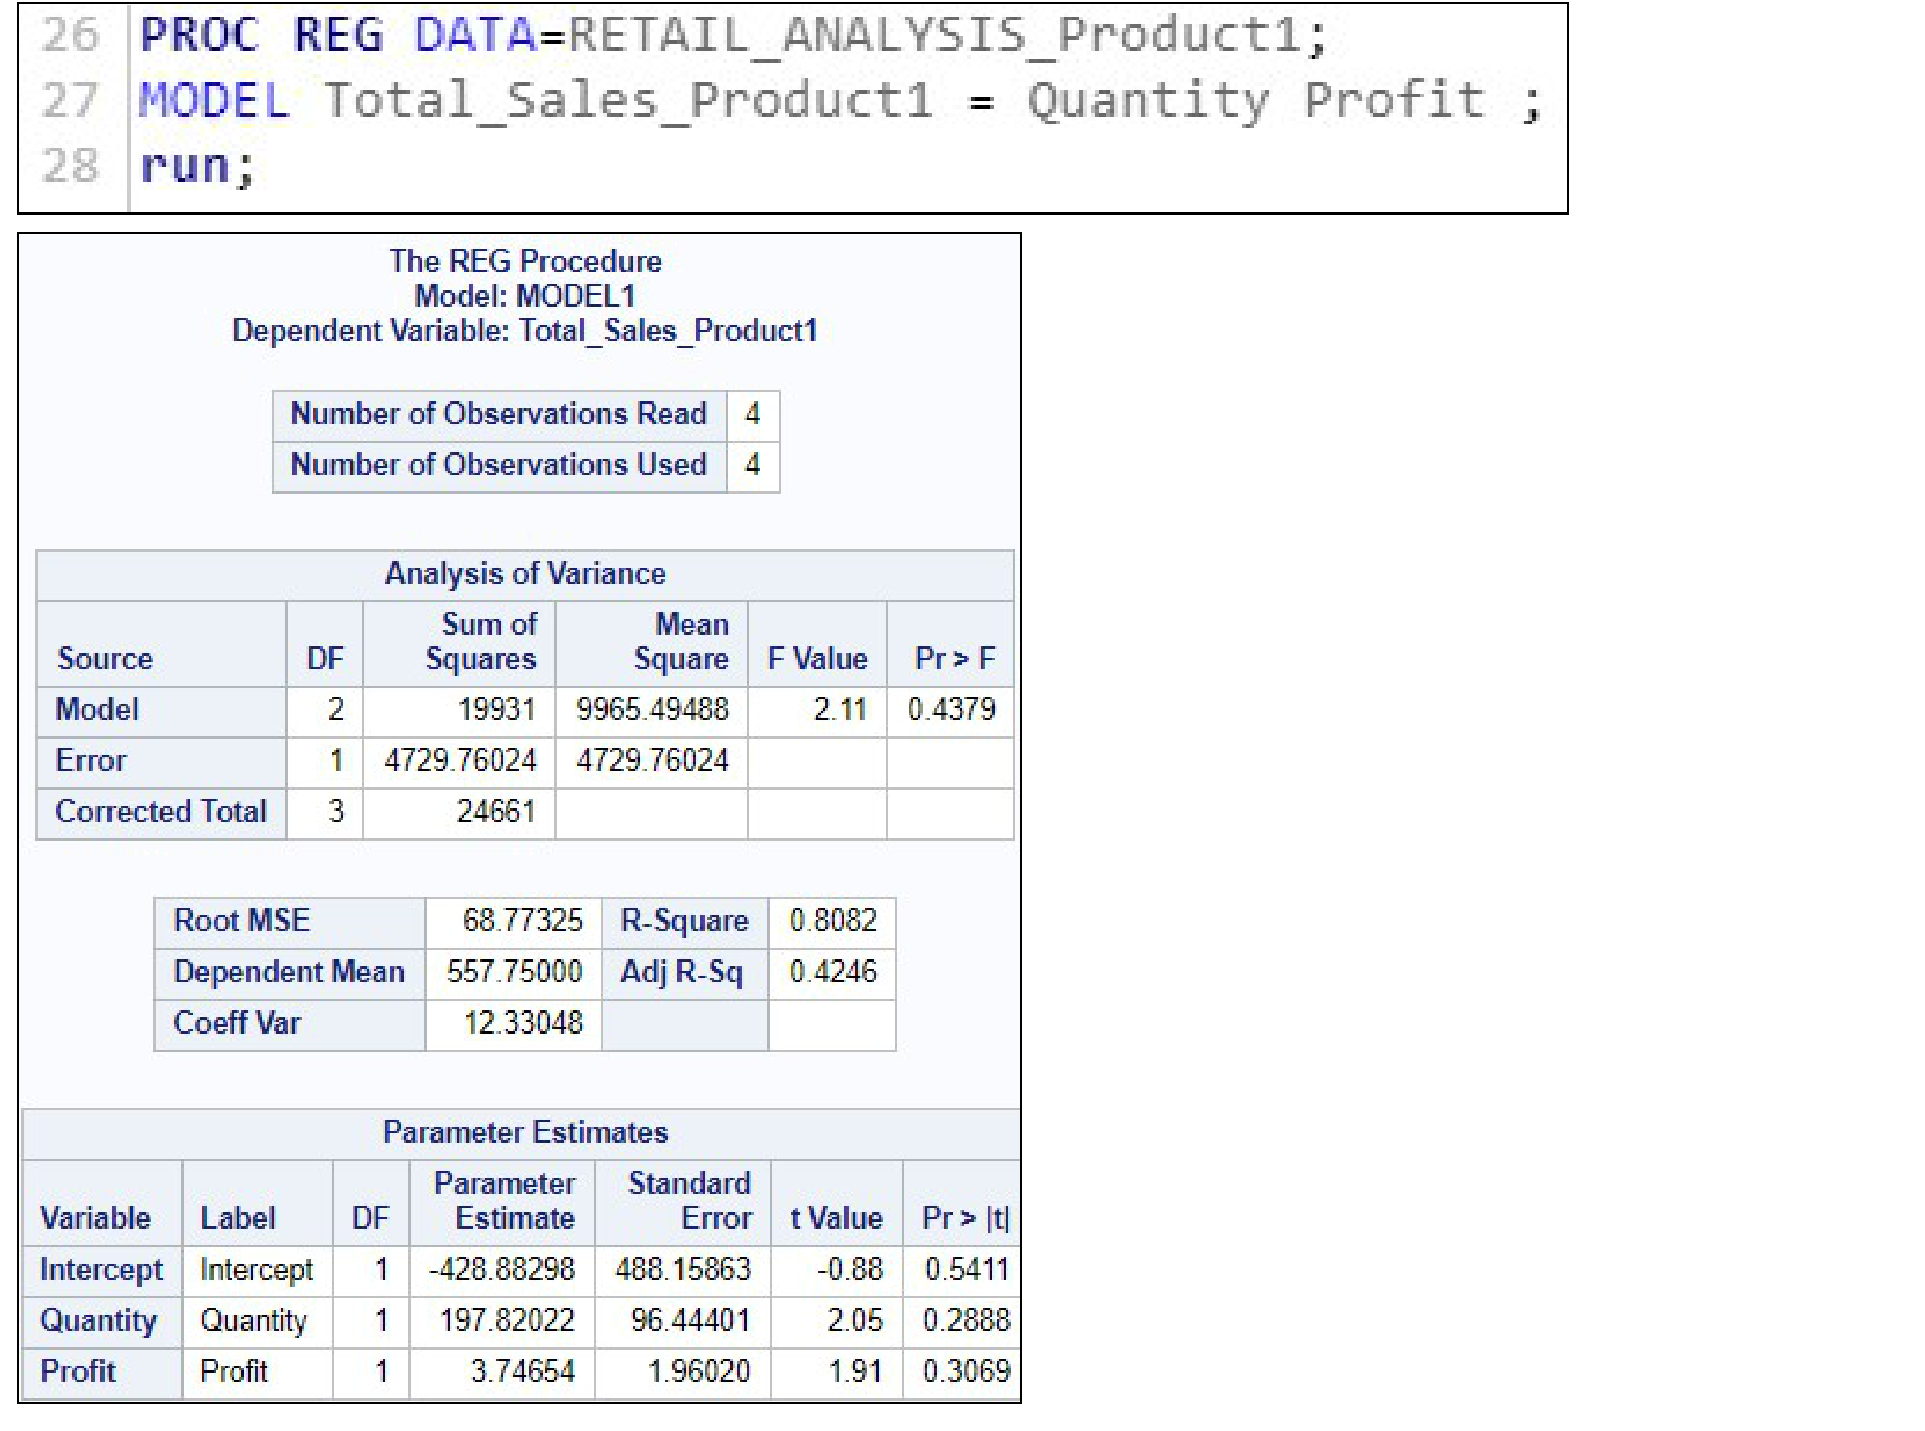 26 PROC REG DATA=RETAIL_ANALYSIS_Product1;
27 MODEL Total_Sales_Product1 = Quantity Profit ;
28 run;
The REG Procedure
Model: MODEL1
Dependent Variable: Total_Sales_Product1
Number of Observations Read 4
Number of Observations Used 4
Analysis of Variance
Source DF Sum of Squares Mean Square F Value Pr > F
Model 2 19931 9965.49488 2.11 0.4379
Error 1 4729.76024 4729.76024
Corrected Total 3 24661
Root MSE 68.77325 R-Square 0.8082
Dependent Mean 557.75000 Adj R-Sq 0.4246
Coeff Var 12.33048
Parameter Estimates
Variable Label DF Parameter Estimate Standard Error t Value Pr > |t|
Intercept Intercept 1 -428.88298 488.15863 -0.88 0.5411
Quantity Quantity 1 197.82022 96.44401 2.05 0.2888
Profit Profit 1 3.74654 1.96020 1.91 0.3069